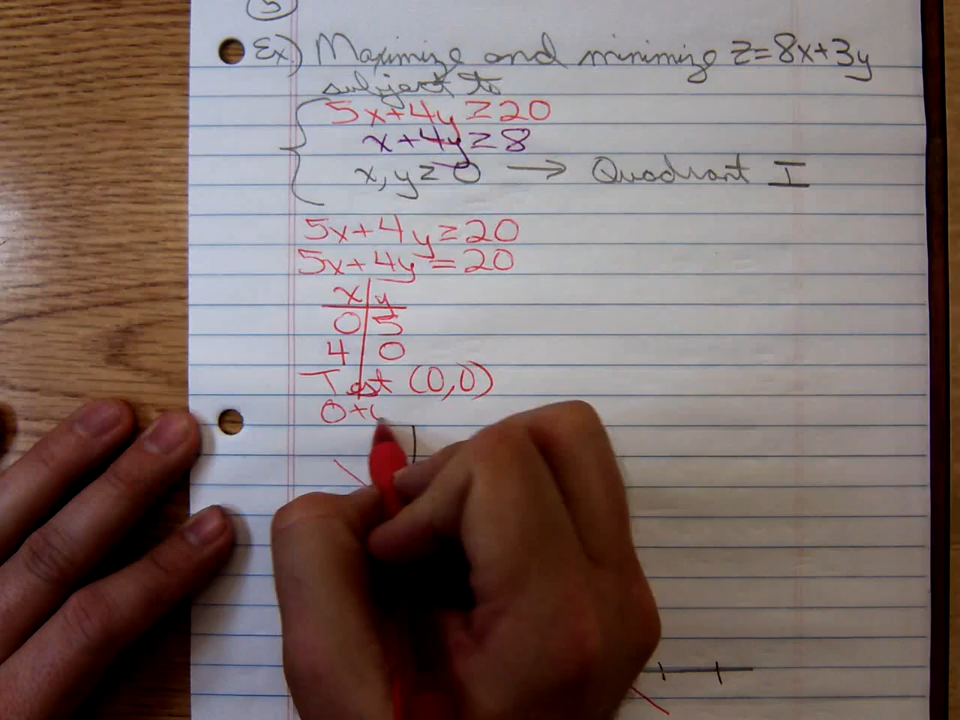 5
Ex) Maximize and minimize z=8x+3y
subject to
5x+4y≥20
x+4y≥8
x,y≥0 → Quadrant I
5x+4y≥20
5x+4y=20
x y
0 5
4 0
Test (0,0)
0+